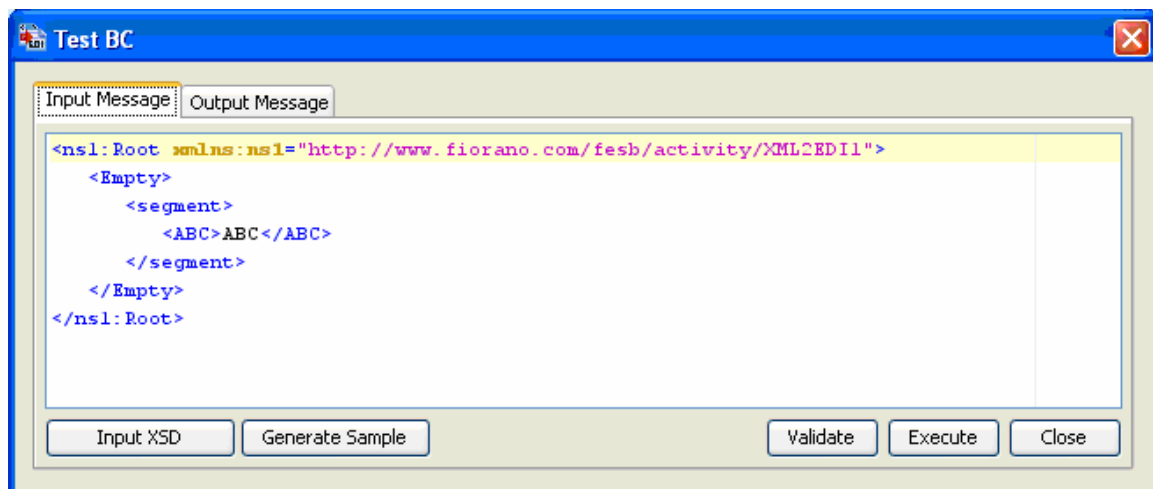 EDI Test BC
Input Message Output Message
<ns1:Root xmlns:ns1="http://www.fiorano.com/fesb/activity/XML2EDI1">
<Empty>
<segment>
<ABC>ABC</ABC>
</segment>
</Empty>
</ns1:Root>
Input XSD Generate Sample Validate Execute Close